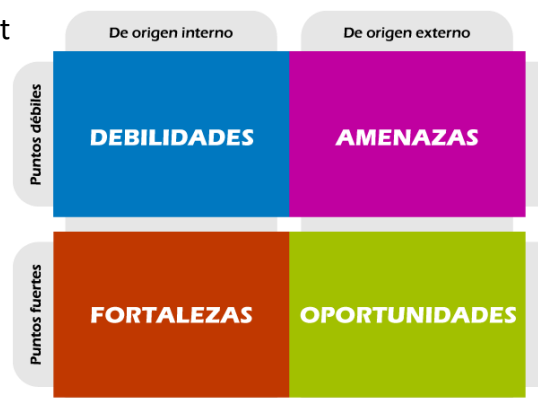 t
De origen interno
De origen externo
Puntos débiles
DEBILIDADES
AMENAZAS
Puntos fuertes
FORTALEZAS
OPORTUNIDADES